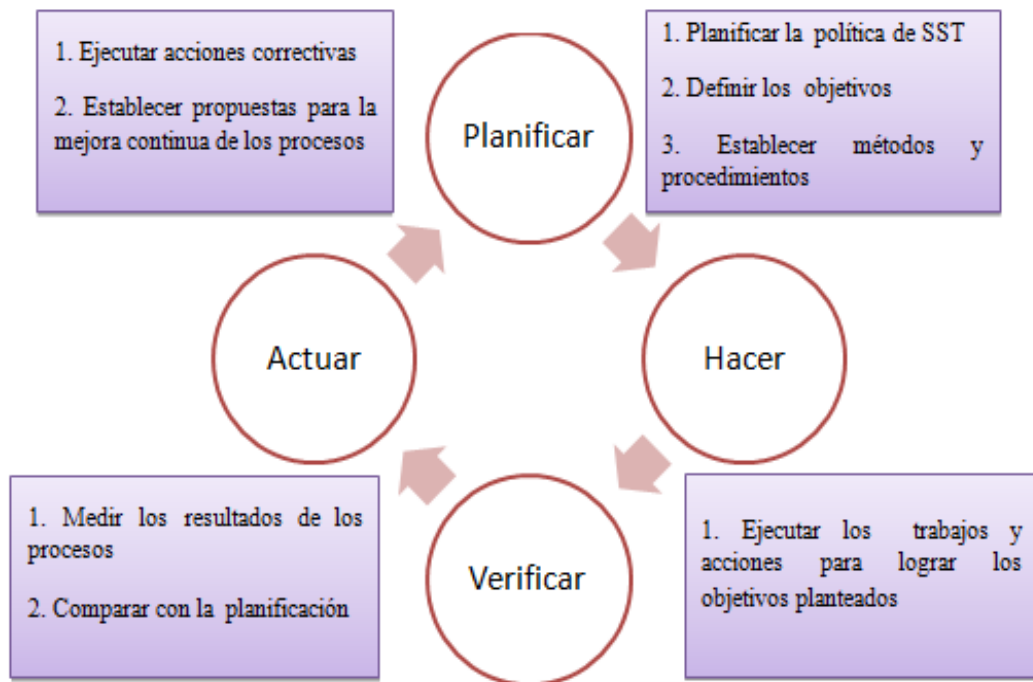 1. Ejecutar acciones correctivas
2. Establecer propuestas para la
mejora continua de los procesos
Planificar
1. Planificar la política de SST
2. Definir los objetivos
3. Establecer métodos y
procedimientos
Actuar
Hacer
1. Medir los resultados de los
procesos
2. Comparar con la planificación
Verificar
1. Ejecutar los trabajos y
acciones para lograr los
objetivos planteados